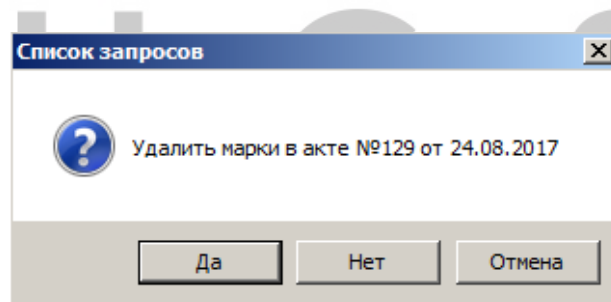 Список запросов
Удалить марки в акте №129 от 24.08.2017
Да
Нет
Отмена